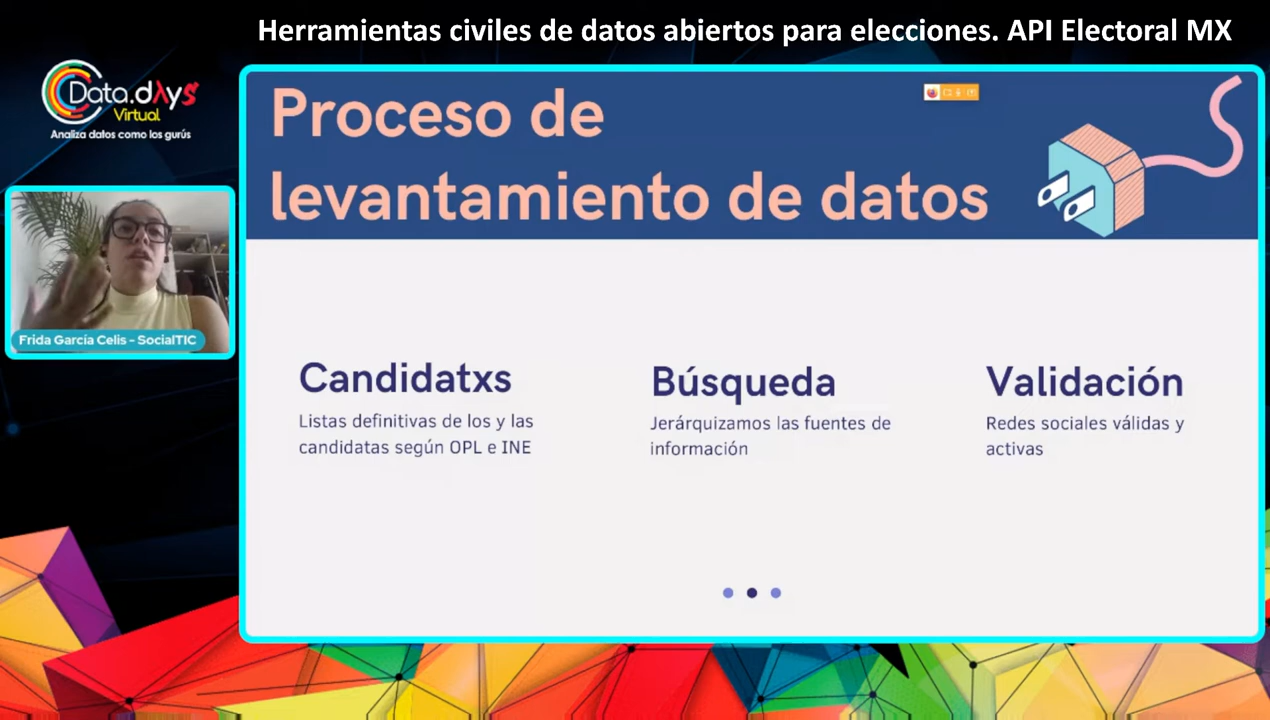 Herramientas civiles de datos abiertos para elecciones. API Electoral MX
Data.dAys
Virtual
Analiza datos como los gurús
Proceso de
levantamiento de datos
Frida García Celis - SocialTIC
Candidatxs
Listas definitivas de los y las
candidatas según OPL e INE
Búsqueda
Jerárquizamos las fuentes de
información
Validación
Redes sociales válidas y
activas